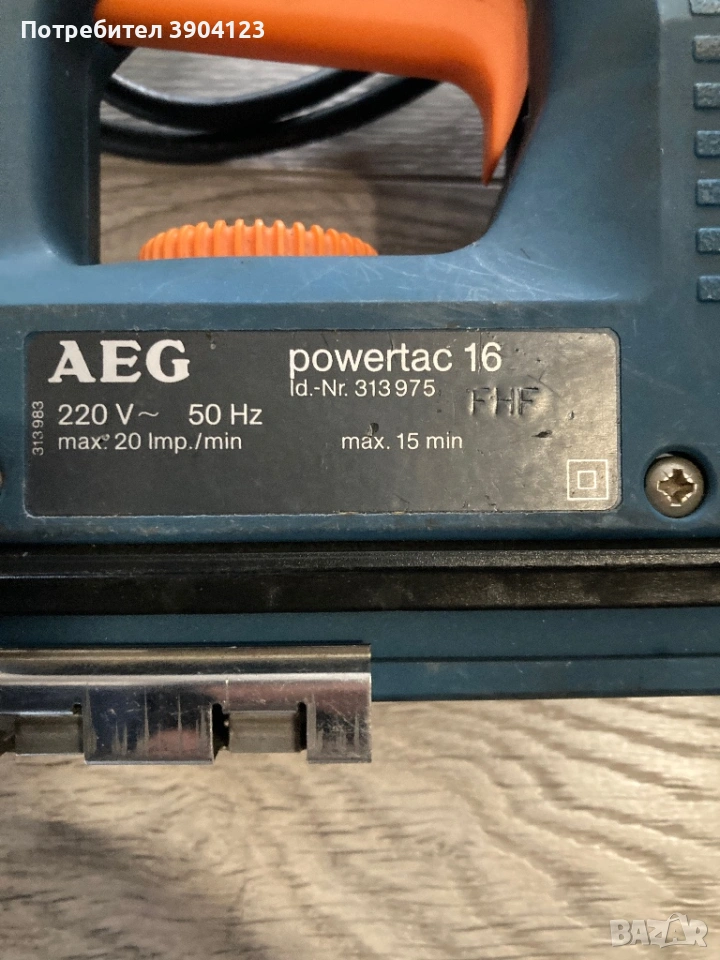 Потребител 3904123
AEG
powertac 16
Id.-Nr. 313 975
FHF
220 V~ 50 Hz
max. 20 Imp./min
max. 15 min
313 983
BAZAR